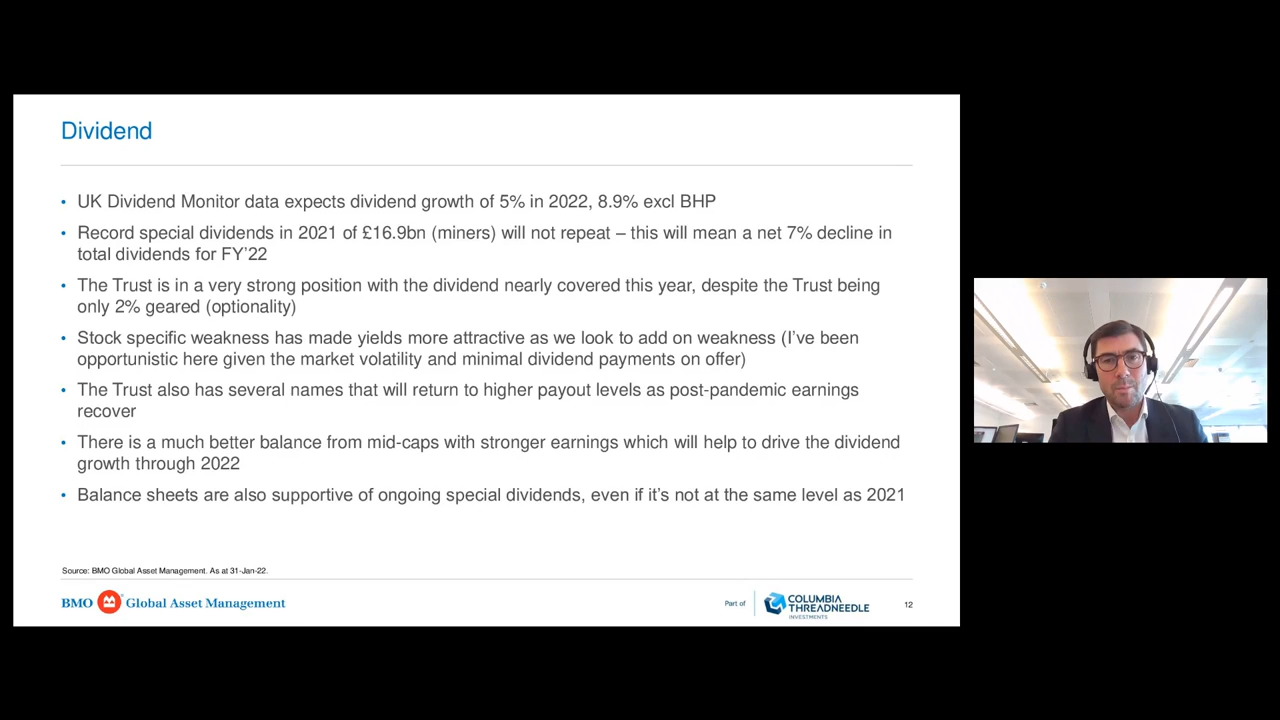 Dividend
• UK Dividend Monitor data expects dividend growth of 5% in 2022, 8.9% excl BHP
• Record special dividends in 2021 of £16.9bn (miners) will not repeat – this will mean a net 7% decline in
total dividends for FY’22
• The Trust is in a very strong position with the dividend nearly covered this year, despite the Trust being
only 2% geared (optionality)
• Stock specific weakness has made yields more attractive as we look to add on weakness (I’ve been
opportunistic here given the market volatility and minimal dividend payments on offer)
• The Trust also has several names that will return to higher payout levels as post-pandemic earnings
recover
• There is a much better balance from mid-caps with stronger earnings which will help to drive the dividend
growth through 2022
• Balance sheets are also supportive of ongoing special dividends, even if it’s not at the same level as 2021
Source: BMO Global Asset Management. As at 31-Jan-22.
BMO Global Asset Management
Part of
COLUMBIA
THREADNEEDLE
INVESTMENTS
12